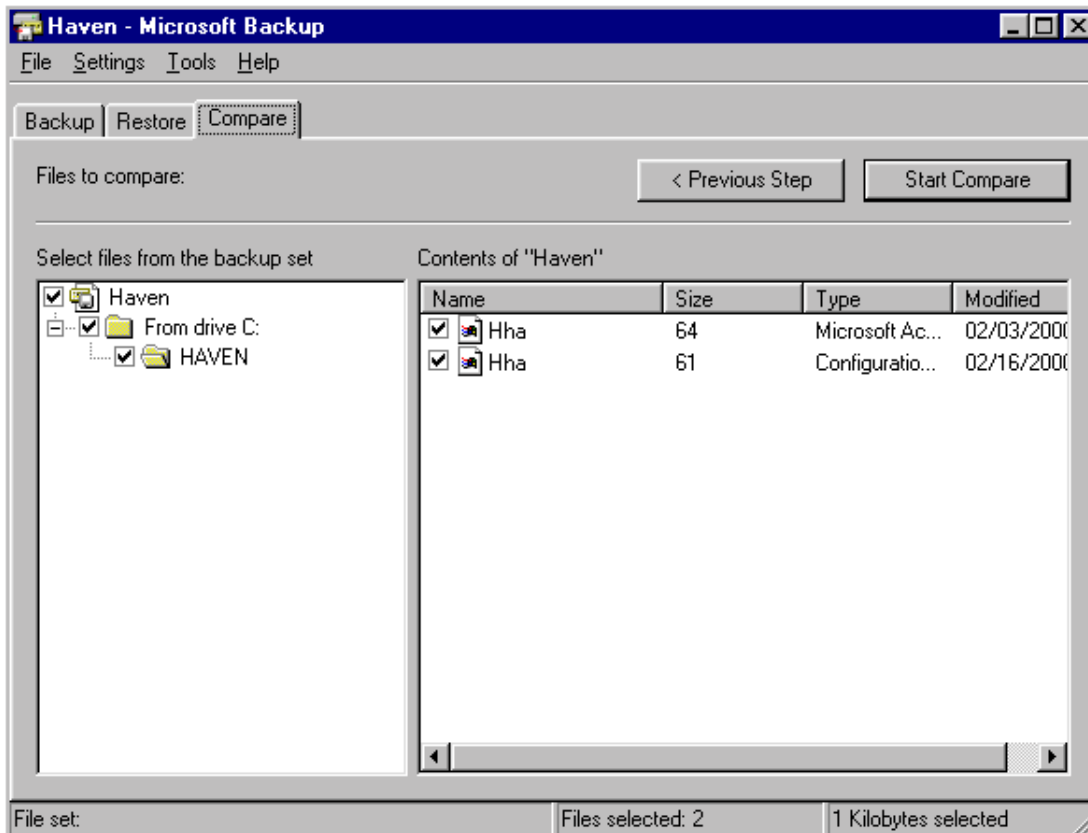 Haven - Microsoft Backup
File Settings Tools Help
Backup Restore Compare
Files to compare: < Previous Step Start Compare
Select files from the backup set Contents of "Haven"
Haven
From drive C:
HAVEN
Name Size Type Modified
Hha 64 Microsoft Ac... 02/03/2000
Hha 61 Configuratio... 02/16/2000
File set: Files selected: 2 1 Kilobytes selected